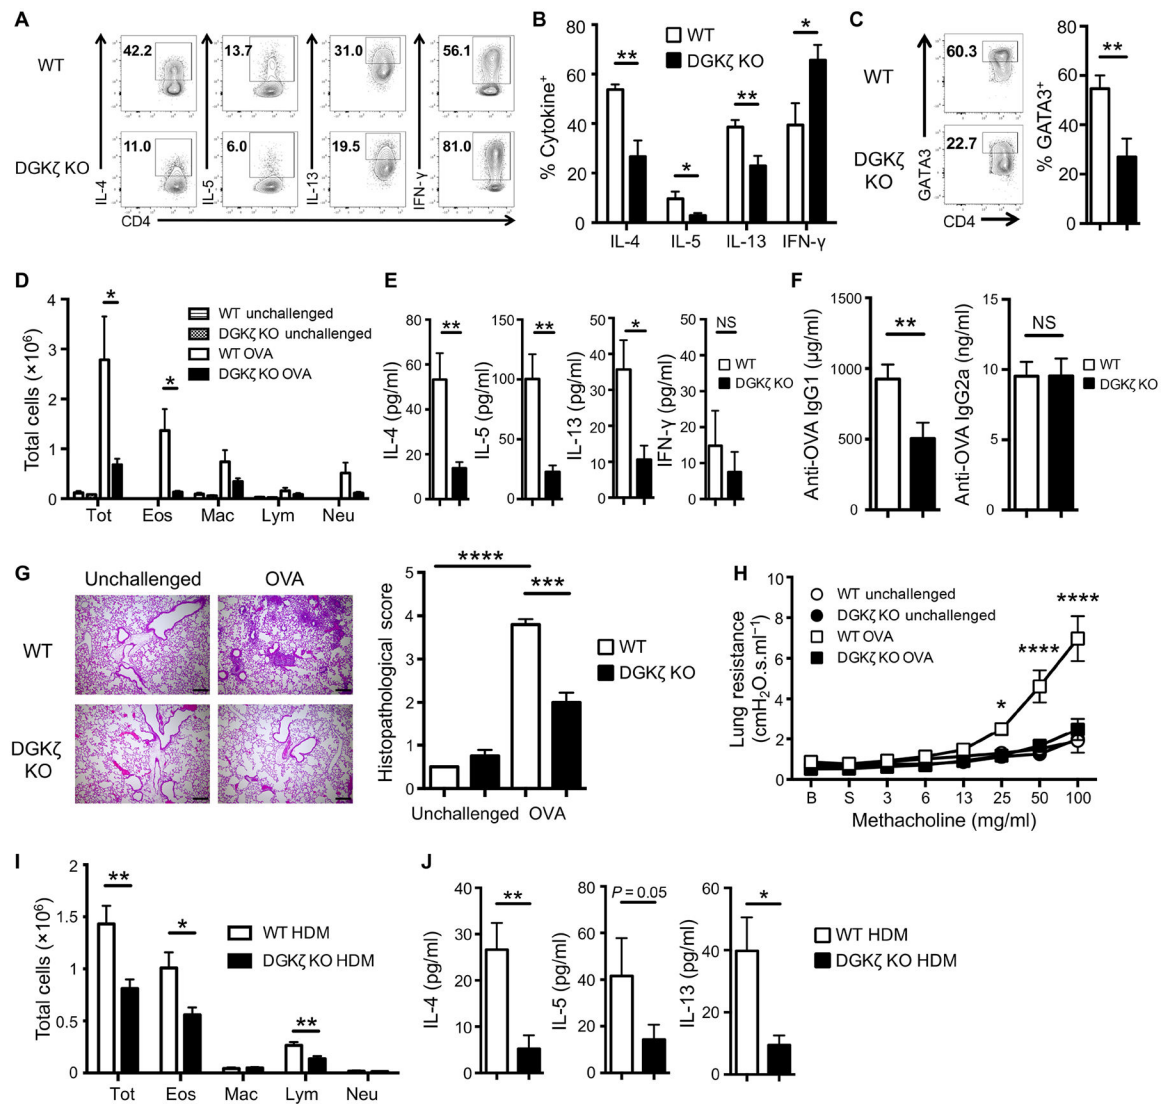 A
WT
DGKζ KO
42.2
13.7
31.0
56.1
11.0
6.0
19.5
81.0
IL-4
IL-5
IL-13
IFN-γ
CD4
B
% Cytokine⁺
80
60
40
20
0
WT
DGKζ KO
**
*
**
*
IL-4
IL-5
IL-13
IFN-γ
C
WT
DGKζ
KO
60.3
22.7
GATA3
CD4
% GATA3⁺
80
60
40
20
0
**
D
Total cells (×10⁶)
4
3
2
1
0
*
*
WT unchallenged
DGKζ KO unchallenged
WT OVA
DGKζ KO OVA
Tot
Eos
Mac
Lym
Neu
E
IL-4 (pg/ml)
80
60
40
20
0
**
IL-5 (pg/ml)
150
100
50
0
**
IL-13 (pg/ml)
50
40
30
20
10
0
*
IFN-γ (pg/ml)
50
40
30
20
10
0
NS
WT
DGKζ KO
F
Anti-OVA IgG1 (µg/ml)
1500
1000
500
0
**
Anti-OVA IgG2a (ng/ml)
15
10
5
0
NS
WT
DGKζ KO
G
Unchallenged
OVA
WT
DGKζ
KO
Histopathological score
5
4
3
2
1
0
****
***
WT
DGKζ KO
Unchallenged
OVA
H
Lung resistance
(cmH₂O.s.ml⁻¹)
10
8
6
4
2
0
WT unchallenged
DGKζ KO unchallenged
WT OVA
DGKζ KO OVA
*
****
****
B
S
3
6
13
25
50
100
Methacholine (mg/ml)
I
Total cells (×10⁶)
2
1.5
1
0.5
0
**
*
**
WT HDM
DGKζ KO HDM
Tot
Eos
Mac
Lym
Neu
J
IL-4 (pg/ml)
40
30
20
10
0
**
IL-5 (pg/ml)
80
60
40
20
0
P = 0.05
IL-13 (pg/ml)
60
40
20
0
*
WT HDM
DGKζ KO HDM